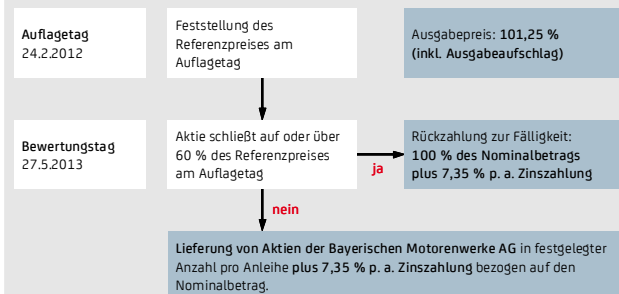 Auflagetag
24.2.2012
Feststellung des
Referenzpreises am
Auflagetag
Ausgabepreis: 101,25 %
(inkl. Ausgabeaufschlag)
Bewertungstag
27.5.2013
Aktie schließt auf oder über
60 % des Referenzpreises
am Auflagetag
ja
Rückzahlung zur Fälligkeit:
100 % des Nominalbetrags
plus 7,35 % p. a. Zinszahlung
nein
Lieferung von Aktien der Bayerischen Motorenwerke AG in festgelegter
Anzahl pro Anleihe plus 7,35 % p. a. Zinszahlung bezogen auf den
Nominalbetrag.